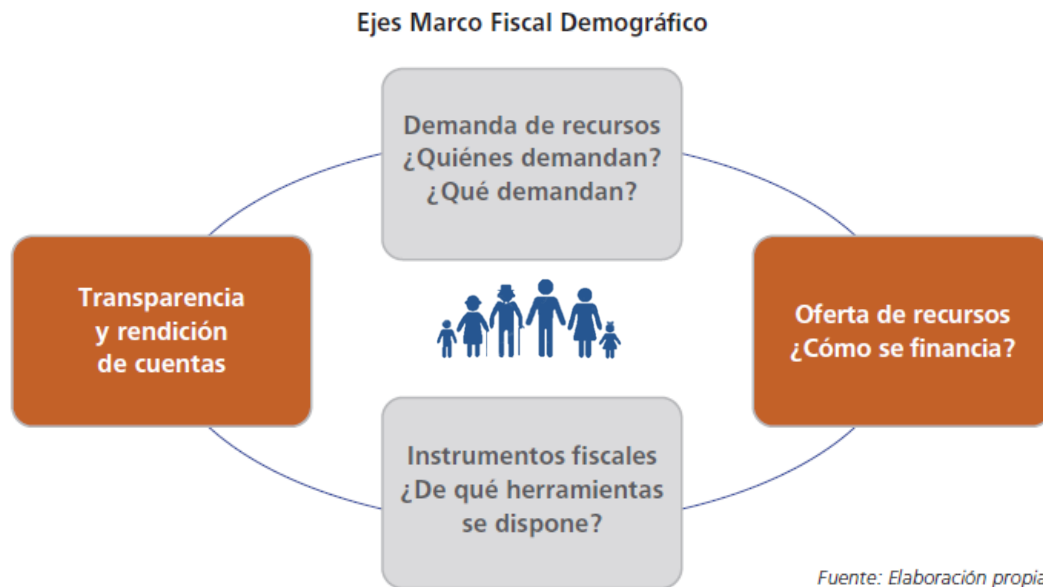 Ejes Marco Fiscal Demográfico
Demanda de recursos
¿Quiénes demandan?
¿Qué demandan?
Transparencia
y rendición
de cuentas
Oferta de recursos
¿Cómo se financia?
Instrumentos fiscales
¿De qué herramientas
se dispone?
Fuente: Elaboración propia